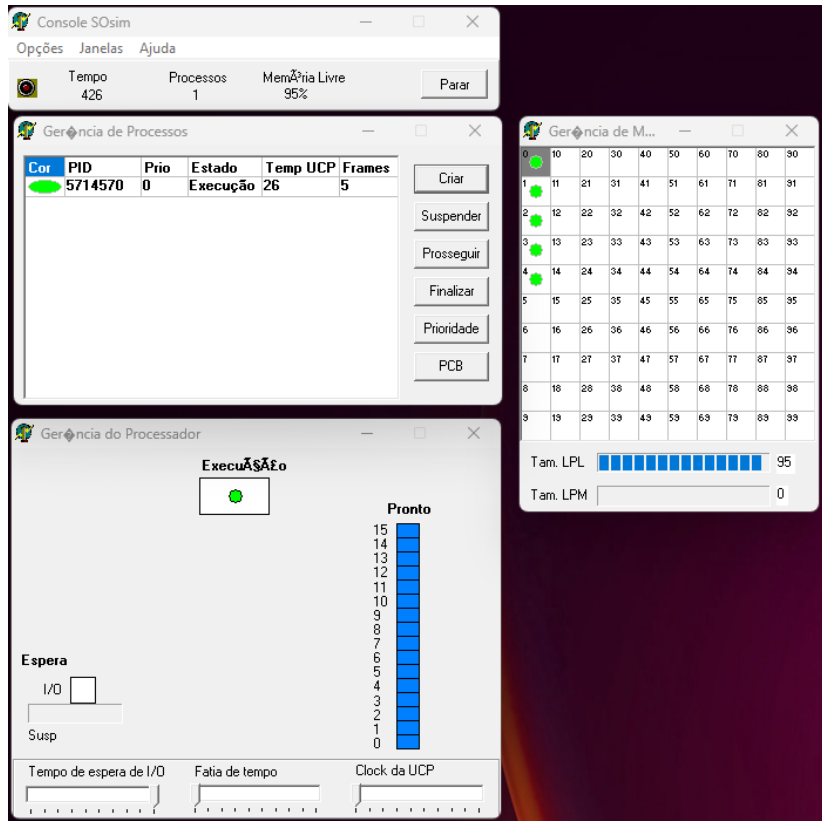 Console SOsim
Opções Janelas Ajuda
Tempo Processos MemÃ³ria Livre
426 1 95% Parar
Ger�ncia de Processos
Cor PID Prio Estado Temp UCP Frames
5714570 0 Execução 26 5
Criar
Suspender
Prosseguir
Finalizar
Prioridade
PCB
Ger�ncia de M...
0 10 20 30 40 50 60 70 80 90
1 11 21 31 41 51 61 71 81 91
2 12 22 32 42 52 62 72 82 92
3 13 23 33 43 53 63 73 83 93
4 14 24 34 44 54 64 74 84 94
5 15 25 35 45 55 65 75 85 95
6 16 26 36 46 56 66 76 86 96
7 17 27 37 47 57 67 77 87 97
8 18 28 38 48 58 68 78 88 98
9 19 29 39 49 59 69 79 89 99
Tam. LPL 95
Tam. LPM 0
Ger�ncia do Processador
ExecuÃ§Ã£o
Pronto
15
14
13
12
11
10
9
8
7
6
5
4
3
2
1
0
Espera
I/O
Susp
Tempo de espera de I/O Fatia de tempo Clock da UCP